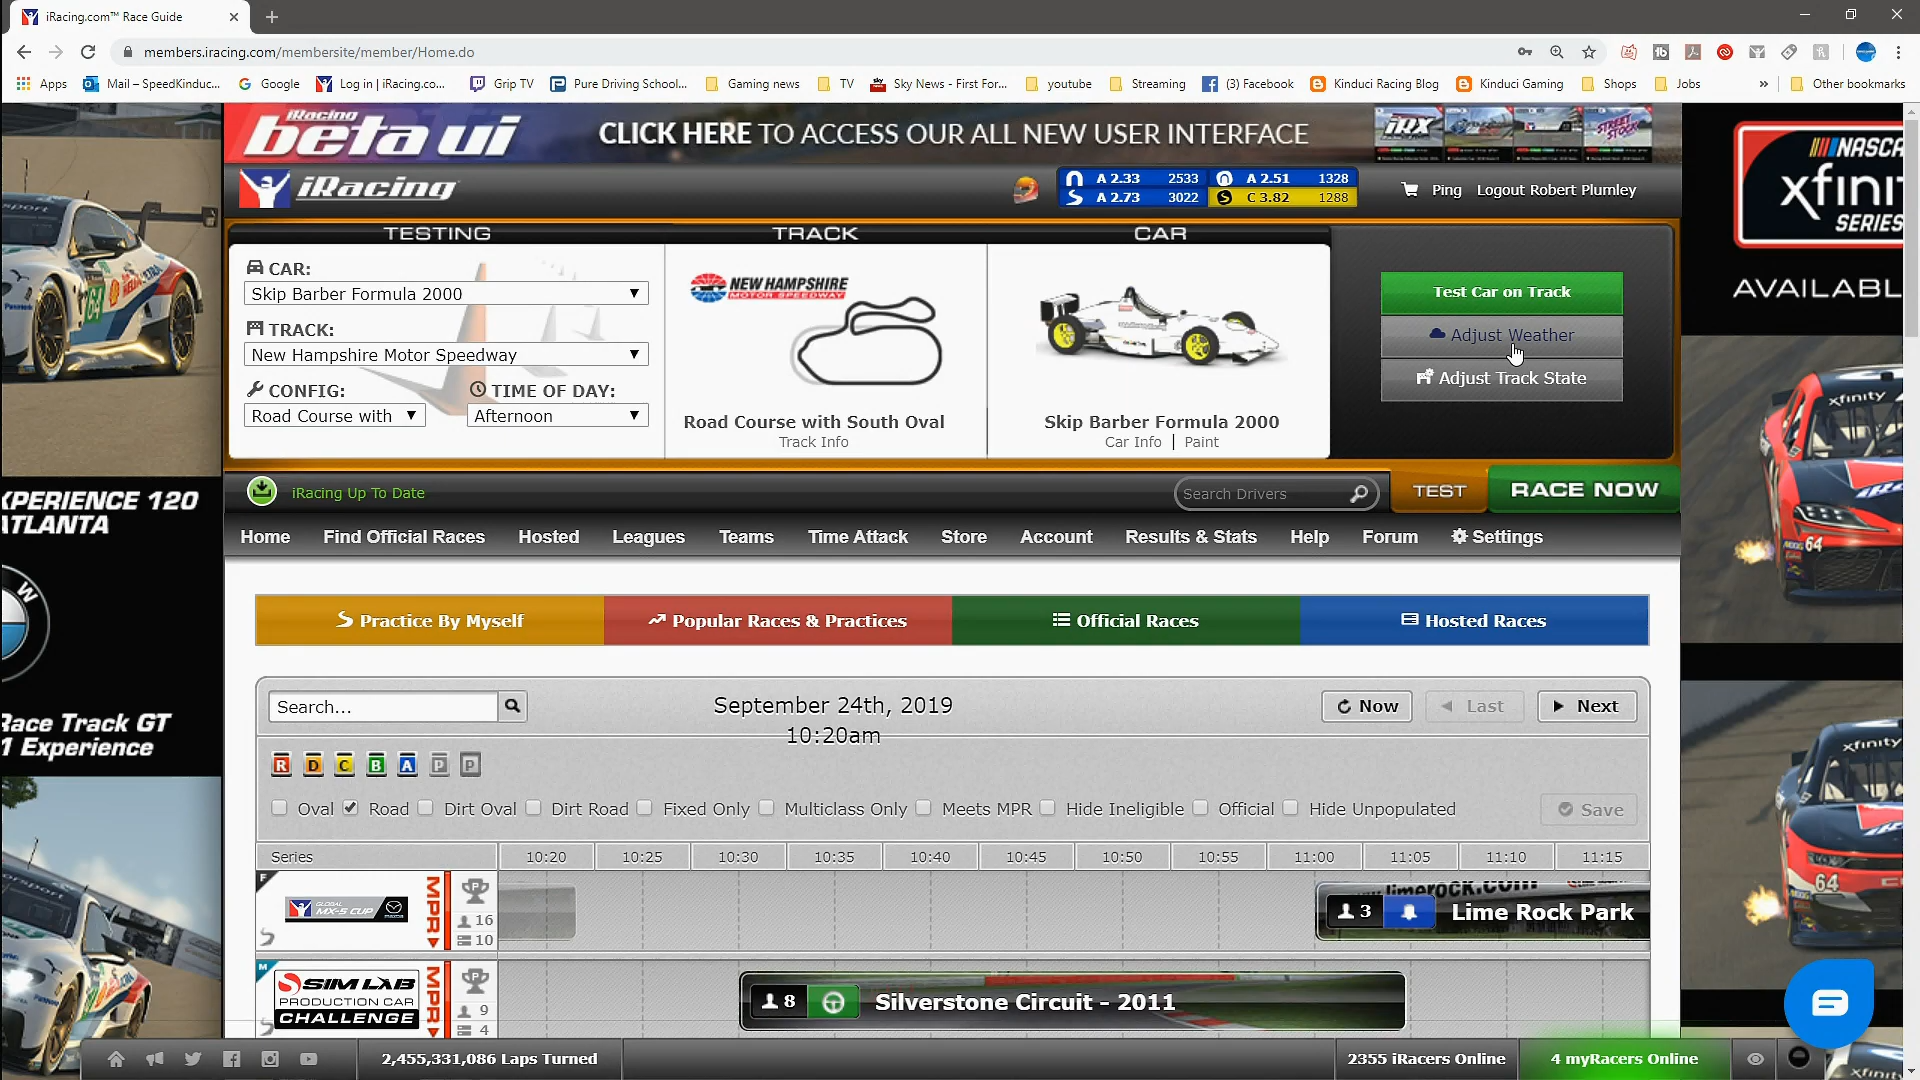 iRacing.com™ Race Guide
members.iracing.com/membersite/member/Home.do
Apps
Mail – SpeedKinduc...
Google
Log in | iRacing.co...
Grip TV
Pure Driving School...
Gaming news
TV
Sky News - First For...
youtube
Streaming
(3) Facebook
Kinduci Racing Blog
Kinduci Gaming
Shops
Jobs
»
Other bookmarks
iRacing
beta ui
CLICK HERE TO ACCESS OUR ALL NEW USER INTERFACE
iRX
STREET STOCK
iRacing
A 2.33 2533
A 2.51 1328
A 2.73 3022
C 3.82 1288
Ping
Logout Robert Plumley
TESTING
TRACK
CAR
CAR:
Skip Barber Formula 2000
TRACK:
New Hampshire Motor Speedway
CONFIG:
TIME OF DAY:
Road Course with
Afternoon
NEW HAMPSHIRE
MOTOR SPEEDWAY
Road Course with South Oval
Track Info
Skip Barber Formula 2000
Car Info | Paint
Test Car on Track
Adjust Weather
Adjust Track State
iRacing Up To Date
Search Drivers
TEST
RACE NOW
Home
Find Official Races
Hosted
Leagues
Teams
Time Attack
Store
Account
Results & Stats
Help
Forum
Settings
Practice By Myself
Popular Races & Practices
Official Races
Hosted Races
Search...
September 24th, 2019
10:20am
Now
Last
Next
R D C B A P P
Oval
Road
Dirt Oval
Dirt Road
Fixed Only
Multiclass Only
Meets MPR
Hide Ineligible
Official
Hide Unpopulated
Save
Series
10:20
10:25
10:30
10:35
10:40
10:45
10:50
10:55
11:00
11:05
11:10
11:15
F
GLOBAL
MX-5 CUP
MPR
16
10
3
Lime Rock Park
M
SIM LAB
PRODUCTION CAR
CHALLENGE
MPR
9
4
8
Silverstone Circuit - 2011
2,455,331,086 Laps Turned
2355 iRacers Online
4 myRacers Online
XPERIENCE 120
ATLANTA
W
Race Track GT
1 Experience
NASCA
xfini
SERIES
AVAILABL
xfinity
64
xfinity
64